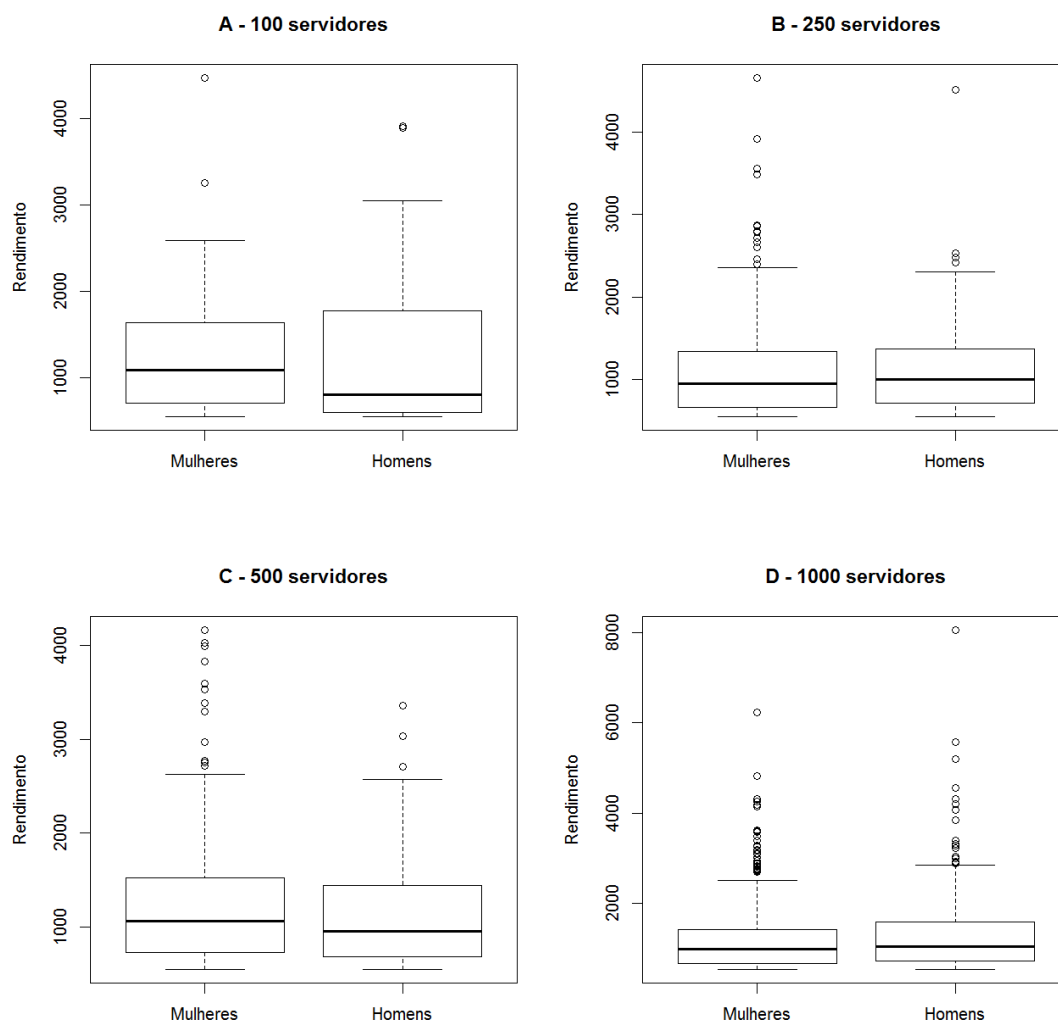 A - 100 servidores
Rendimento
4000
3000
2000
1000
Mulheres
Homens
B - 250 servidores
Rendimento
4000
3000
2000
1000
Mulheres
Homens
C - 500 servidores
Rendimento
4000
3000
2000
1000
Mulheres
Homens
D - 1000 servidores
Rendimento
8000
6000
4000
2000
Mulheres
Homens